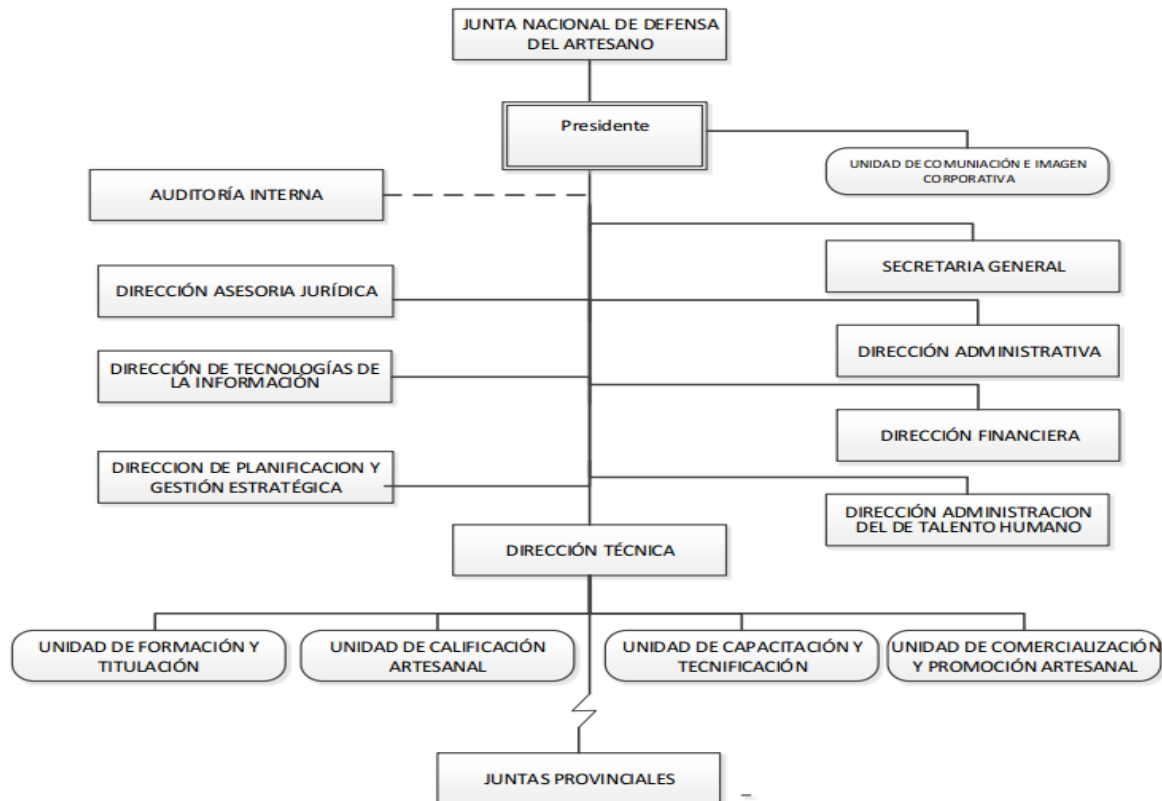 JUNTA NACIONAL DE DEFENSA
DEL ARTESANO
Presidente
UNIDAD DE COMUNIACIÓN E IMAGEN
CORPORATIVA
AUDITORÍA INTERNA
SECRETARIA GENERAL
DIRECCIÓN ASESORIA JURÍDICA
DIRECCIÓN ADMINISTRATIVA
DIRECCIÓN DE TECNOLOGÍAS DE
LA INFORMACIÓN
DIRECCIÓN FINANCIERA
DIRECCION DE PLANIFICACION Y
GESTIÓN ESTRATÉGICA
DIRECCIÓN ADMINISTRACION
DEL DE TALENTO HUMANO
DIRECCIÓN TÉCNICA
UNIDAD DE FORMACIÓN Y
TITULACIÓN
UNIDAD DE CALIFICACIÓN
ARTESANAL
UNIDAD DE CAPACITACIÓN Y
TECNIFICACIÓN
UNIDAD DE COMERCIALIZACIÓN
Y PROMOCIÓN ARTESANAL
JUNTAS PROVINCIALES